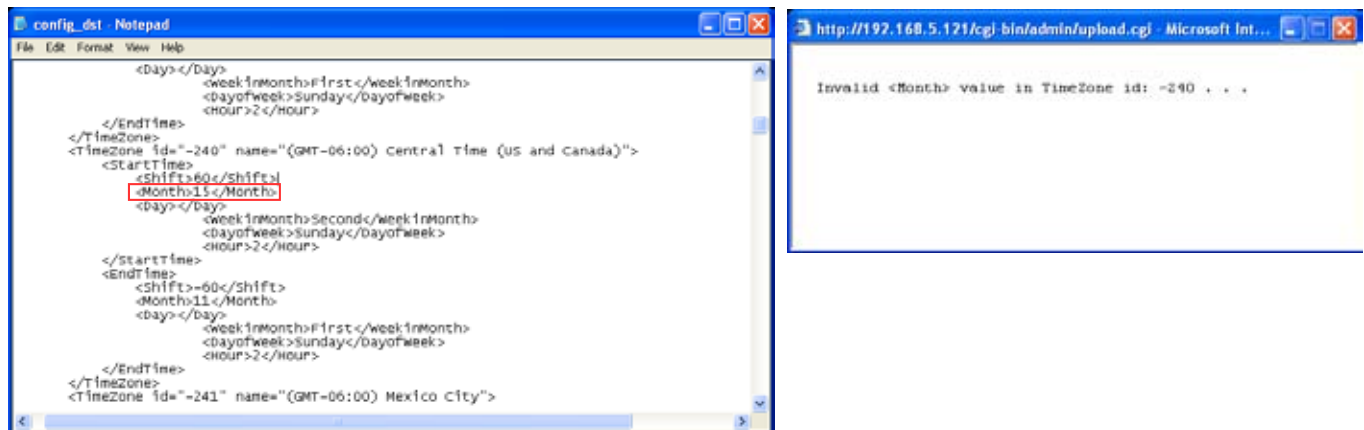 config_dst - Notepad
File Edit Format View Help
<Day></Day>
<WeekInMonth>First</WeekInMonth>
<DayofWeek>Sunday</DayofWeek>
<Hour>2</Hour>
</EndTime>
</TimeZone>
<TimeZone id="-240" name="(GMT-06:00) Central Time (US and Canada)">
<StartTime>
<Shift>60</Shift>
<Month>15</Month>
<Day></Day>
<WeekInMonth>Second</WeekInMonth>
<DayofWeek>Sunday</DayofWeek>
<Hour>2</Hour>
</StartTime>
<EndTime>
<Shift>-60</Shift>
<Month>11</Month>
<Day></Day>
<WeekInMonth>First</WeekInMonth>
<DayofWeek>Sunday</DayofWeek>
<Hour>2</Hour>
</EndTime>
</TimeZone>
<TimeZone id="-241" name="(GMT-06:00) Mexico City">
http://192.168.5.121/cgi-bin/admin/upload.cgi - Microsoft Int...
Invalid <Month> value in TimeZone id: -240 . . .